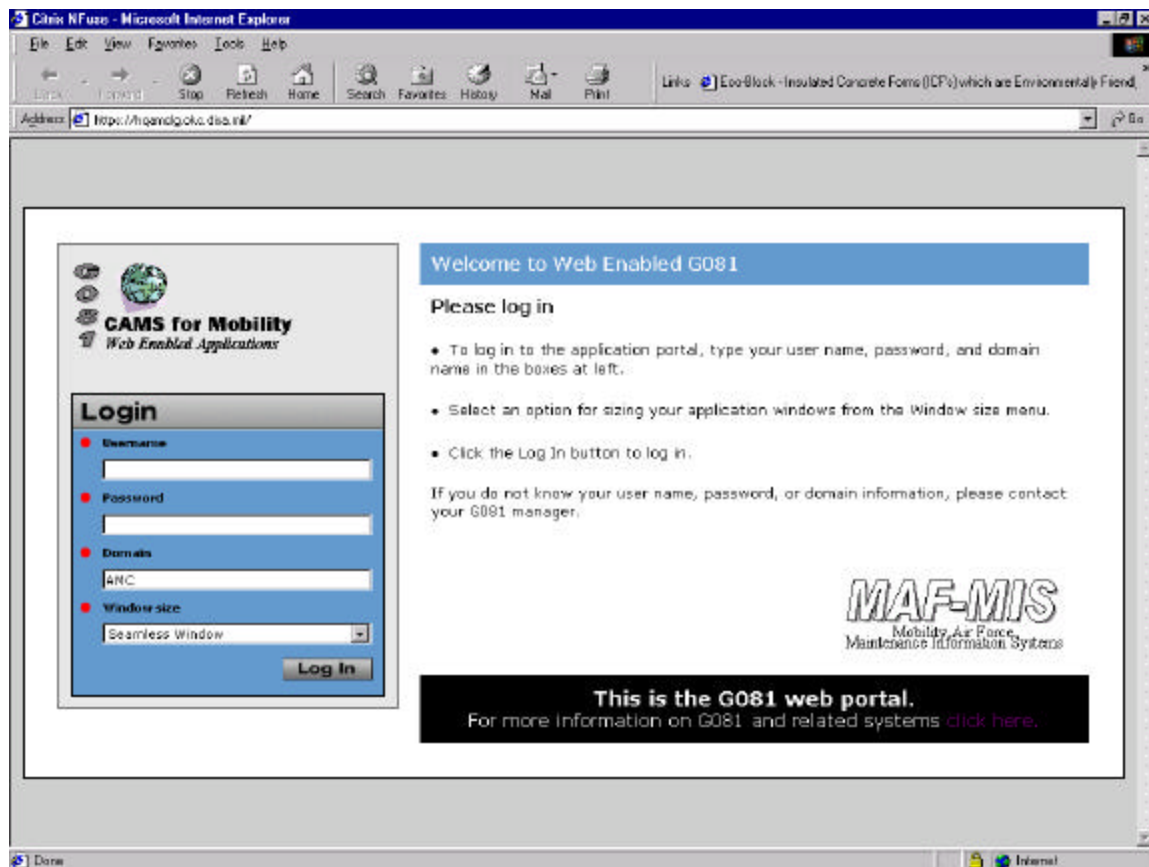 Citrix NFuse - Microsoft Internet Explorer
File Edit View Favorites Tools Help
Back Forward Stop Refresh Home Search Favorites History Mail Print Links Eco-Block - Insulated Concrete Forms (ICF's) which are Environmentally Friend,
Address Go
G081
CAMS for Mobility
Web Enabled Applications
Login
Username
Password
Domain
AMC
Window size
Seamless Window
Log In
Welcome to Web Enabled G081
Please log in
• To log in to the application portal, type your user name, password, and domain
name in the boxes at left.
• Select an option for sizing your application windows from the Window size menu.
• Click the Log In button to log in.
If you do not know your user name, password, or domain information, please contact
your G081 manager.
MAF-MIS
Mobility Air Force
Maintenance Information Systems
This is the G081 web portal.
For more information on G081 and related systems click here.
Done Internet